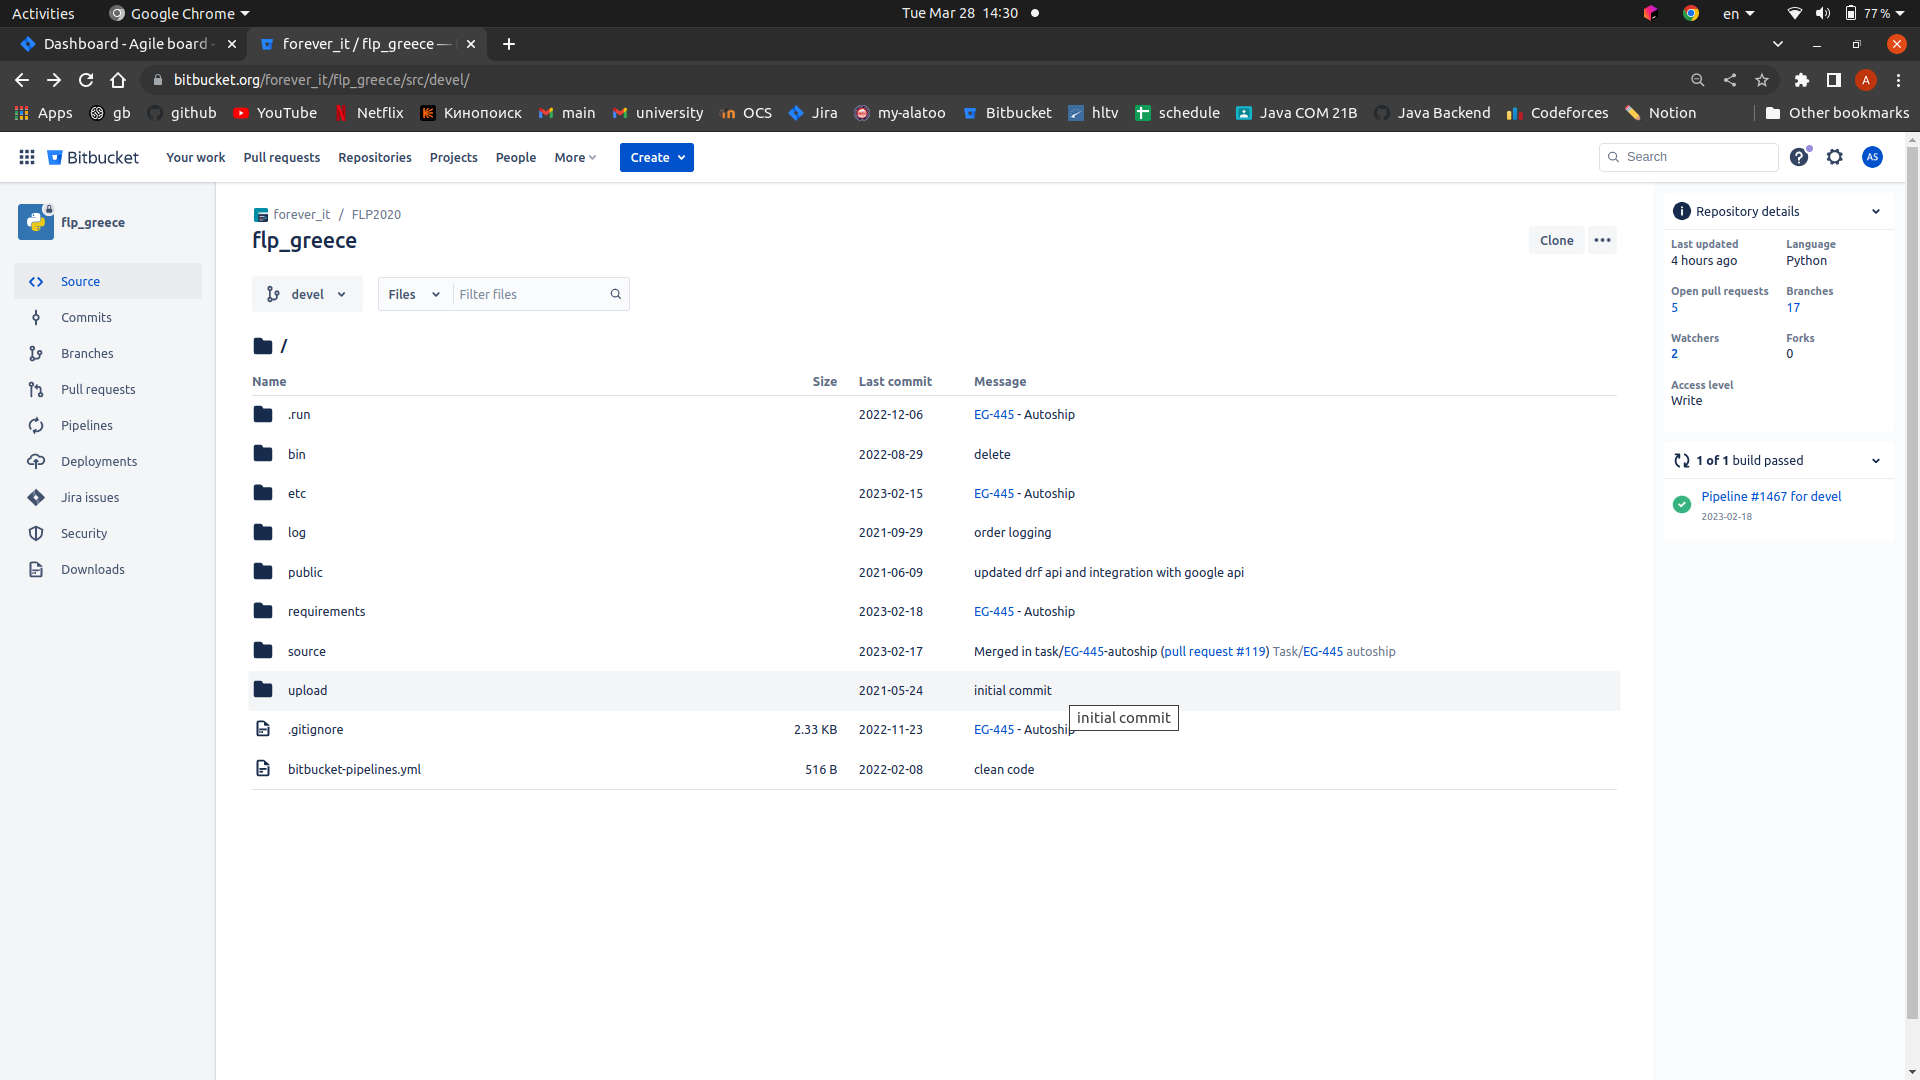 Activities Google Chrome Tue Mar 28 14:30 en 77 %
Dashboard - Agile board - forever_it / flp_greece —
bitbucket.org/forever_it/flp_greece/src/devel/ A
Apps gb github YouTube Netflix Кинопоиск main university OCS Jira my-alatoo Bitbucket hltv schedule Java COM 21B Java Backend Codeforces Notion Other bookmarks
Bitbucket Your work Pull requests Repositories Projects People More Create Search AS
flp_greece
Source
Commits
Branches
Pull requests
Pipelines
Deployments
Jira issues
Security
Downloads
forever_it / FLP2020
flp_greece
Clone
devel Files Filter files
/
Name Size Last commit Message
.run 2022-12-06 EG-445 - Autoship
bin 2022-08-29 delete
etc 2023-02-15 EG-445 - Autoship
log 2021-09-29 order logging
public 2021-06-09 updated drf api and integration with google api
requirements 2023-02-18 EG-445 - Autoship
source 2023-02-17 Merged in task/EG-445-autoship (pull request #119) Task/EG-445 autoship
upload 2021-05-24 initial commit
initial commit
.gitignore 2.33 KB 2022-11-23 EG-445 - Autoship
bitbucket-pipelines.yml 516 B 2022-02-08 clean code
Repository details
Last updated Language
4 hours ago Python
Open pull requests Branches
5 17
Watchers Forks
2 0
Access level
Write
1 of 1 build passed
Pipeline #1467 for devel
2023-02-18